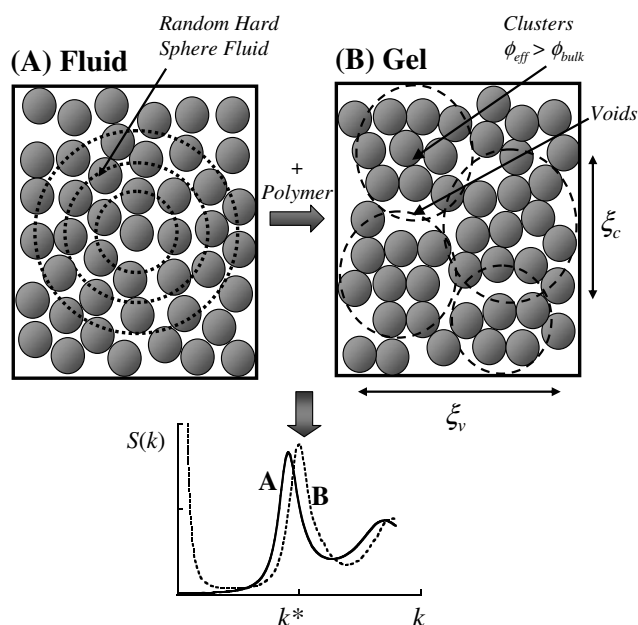 Random Hard
Sphere Fluid
(A) Fluid
Clusters
ϕeff > ϕbulk
(B) Gel
Voids
+
Polymer
ξc
ξv
S(k)
A
B
k*
k